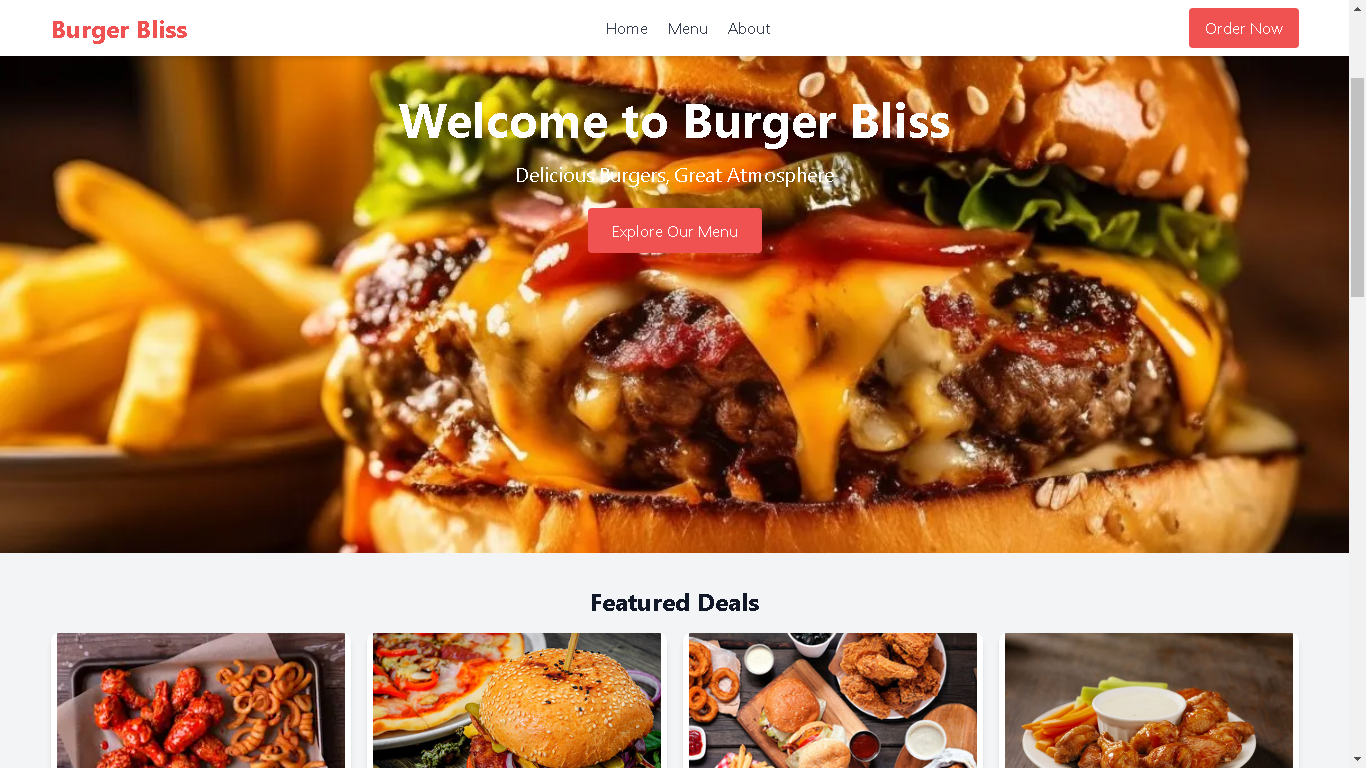 Burger Bliss
Home Menu About
Order Now
Welcome to Burger Bliss
Delicious Burgers, Great Atmosphere
Explore Our Menu
Featured Deals